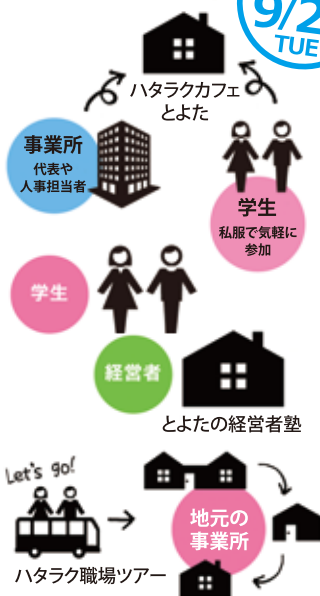 9/2
TUE
ハタラクカフェ
とよた
事業所
代表や
人事担当者
学生
私服で気軽に
参加
学生
経営者
とよたの経営者塾
Let's go!
地元の
事業所
ハタラク職場ツアー